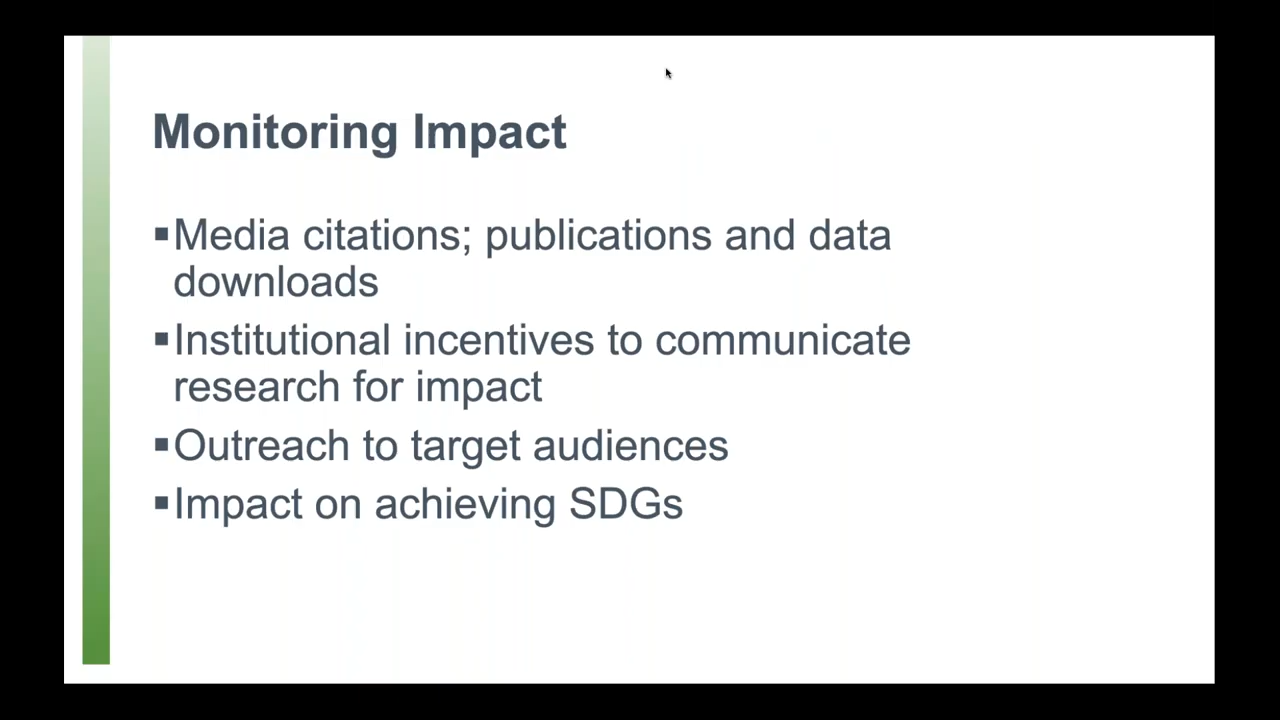 Monitoring Impact
▪Media citations; publications and data
downloads
▪Institutional incentives to communicate
research for impact
▪Outreach to target audiences
▪Impact on achieving SDGs